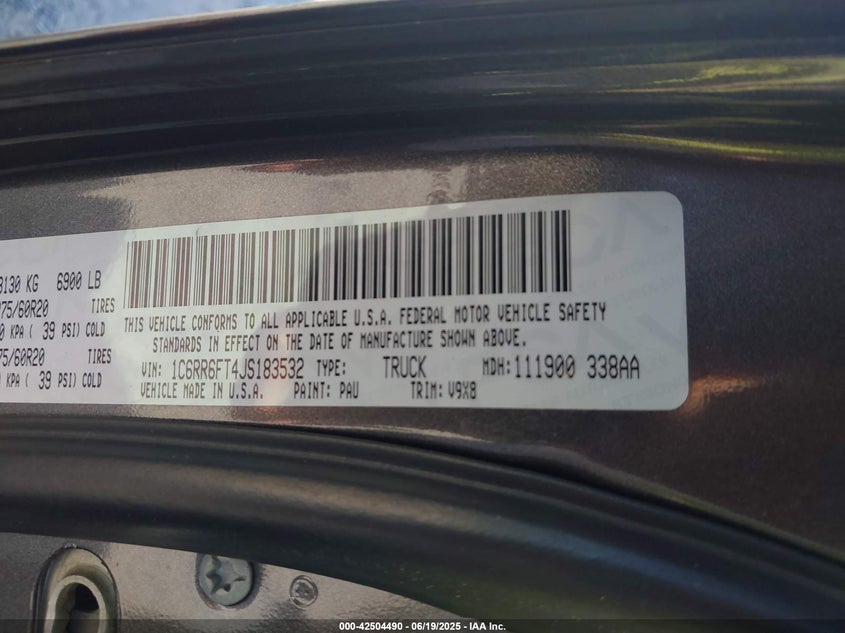 3130 KG 6900 LB
75/60R20 TIRES
0 KPA ( 39 PSI) COLD
75/60R20 TIRES
KPA ( 39 PSI) COLD
THIS VEHICLE CONFORMS TO ALL APPLICABLE U.S.A. FEDERAL MOTOR VEHICLE SAFETY
STANDARDS IN EFFECT ON THE DATE OF MANUFACTURE SHOWN ABOVE.
VIN: 1C6RR6FT4JS183532 TYPE: TRUCK MDH: 111900 338AA
VEHICLE MADE IN U.S.A. PAINT: PAU TRIM: V9X8
000-42504490 - 06/19/2025 - IAA Inc.